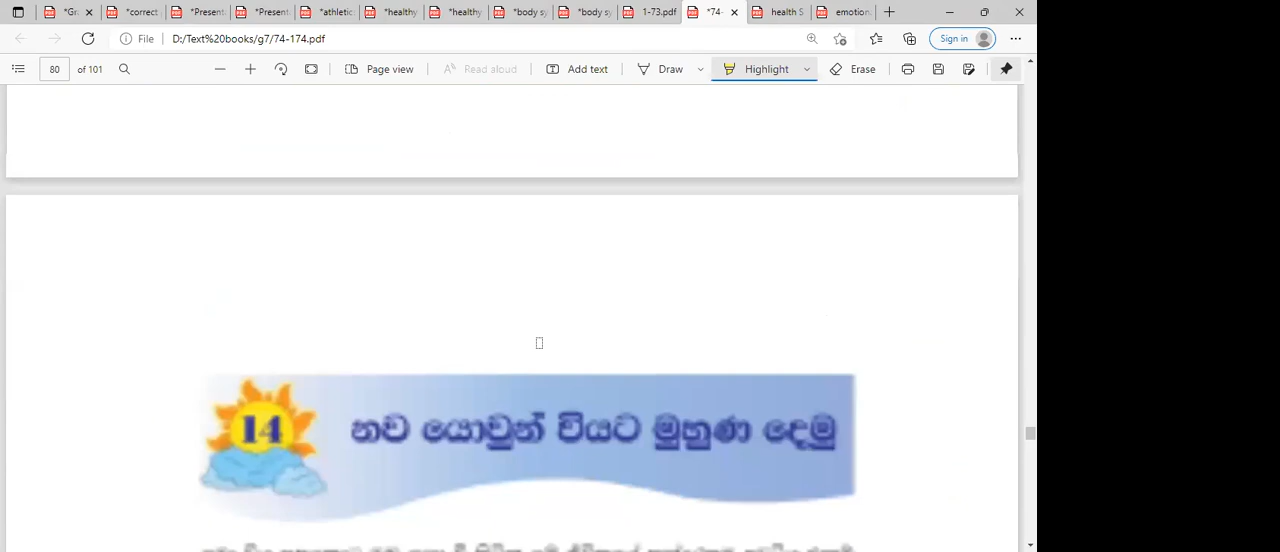 *Gr
*correct
*Present
*Present
*athletic
*healthy
*healthy
*body sy
*body sy
1-73.pdf
*74-
health S
emotion
File D:/Text%20books/g7/74-174.pdf
Sign in
80 of 101
Page view
Read aloud
Add text
Draw
Highlight
Erase
14 නව යොවුන් වියට මුහුණ දෙමු